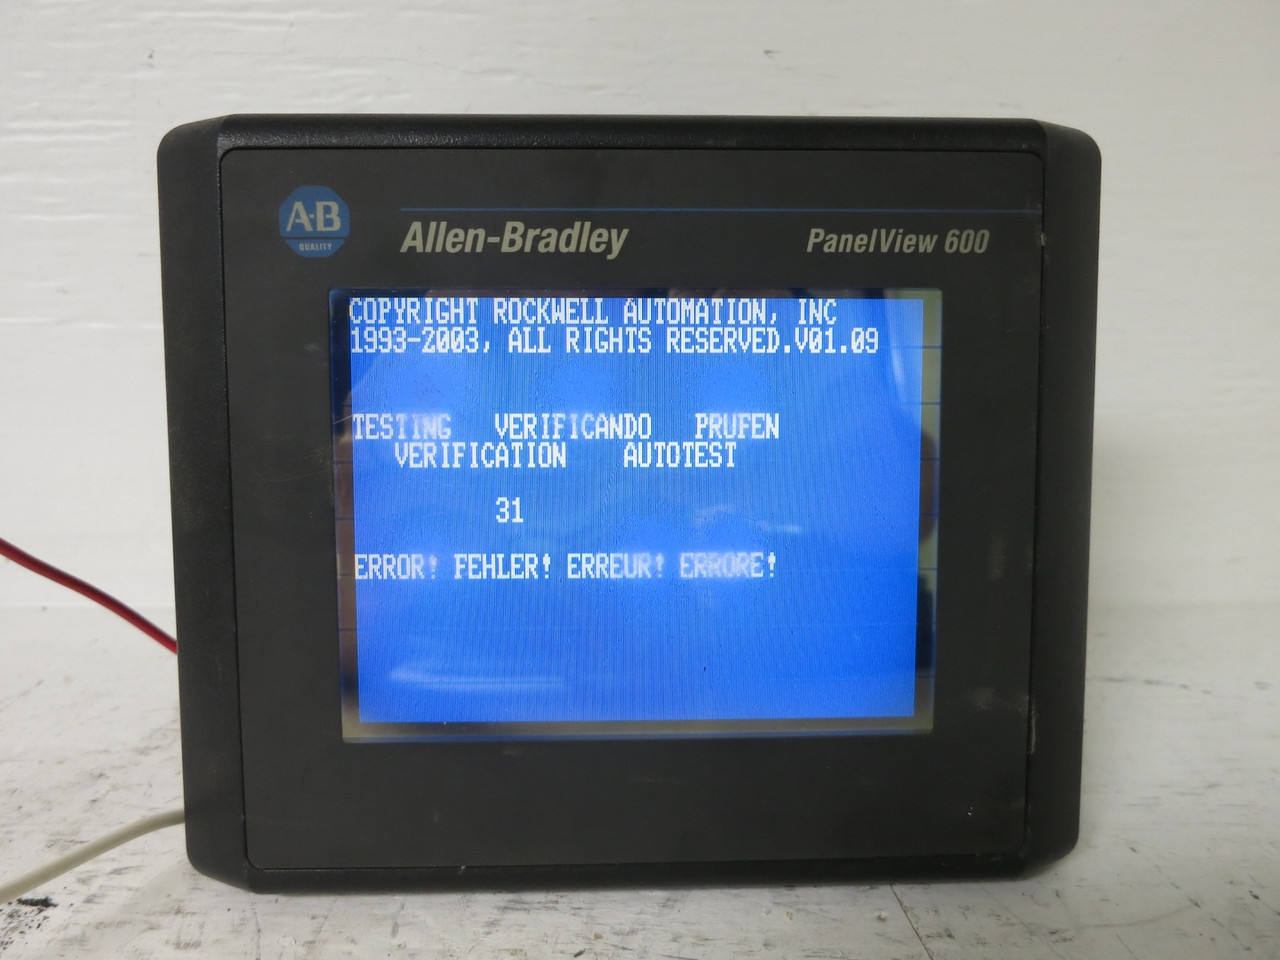 A-B
QUALITY
Allen-Bradley
PanelView 600
COPYRIGHT ROCKWELL AUTOMATION, INC
1993-2003, ALL RIGHTS RESERVED.V01.09
TESTING VERIFICANDO PRUFEN
VERIFICATION AUTOTEST
31
ERROR! FEHLER! ERREUR! ERRORE!